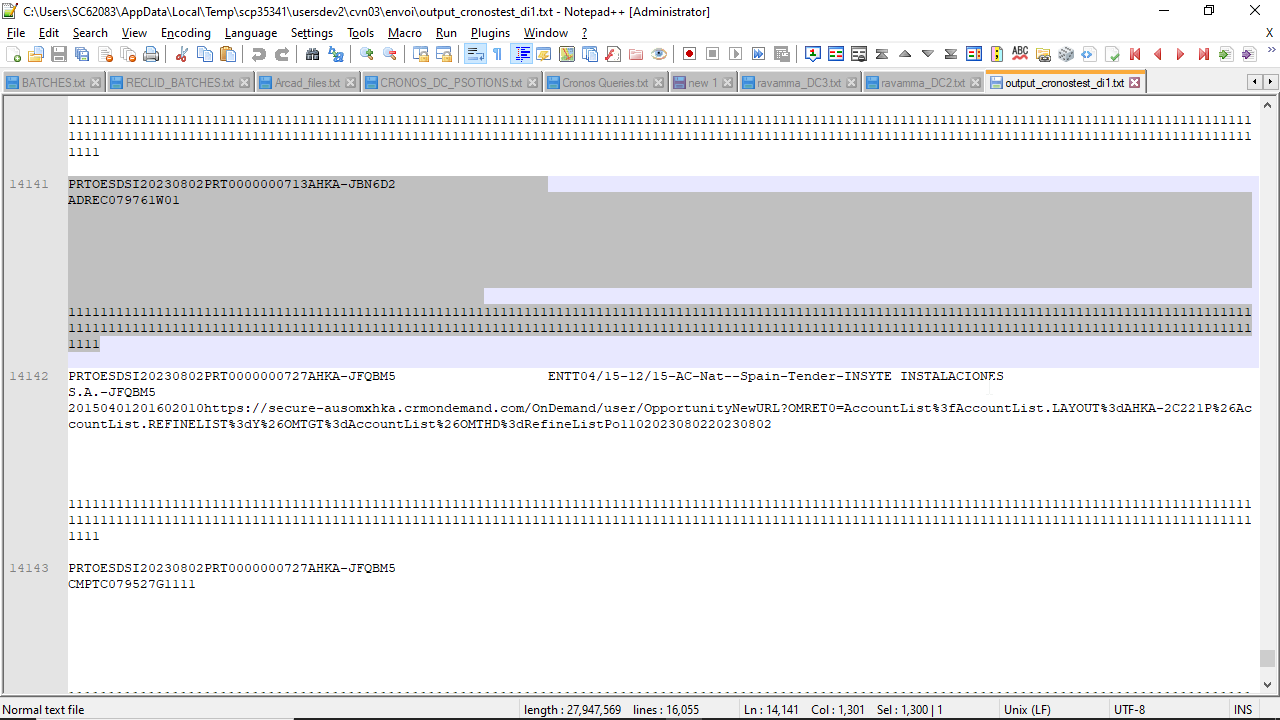 C:\Users\SC62083\AppData\Local\Temp\scp35341\usersdev2\cvn03\envoi\output_cronostest_di1.txt - Notepad++ [Administrator]
File Edit Search View Encoding Language Settings Tools Macro Run Plugins Window ? X
BATCHES.txt RECLID_BATCHES.txt Arcad_files.txt CRONOS_DC_PSOTIONS.txt Cronos Queries.txt new 1 ravamma_DC3.txt ravamma_DC2.txt output_cronostest_di1.txt
1111
14141 PRTOESDSI20230802PRT0000000713AHKA-JBN6D2
ADREC079761W01
1111
14142 PRTOESDSI20230802PRT0000000727AHKA-JFQBM5 ENTT04/15-12/15-AC-Nat--Spain-Tender-INSYTE INSTALACIONES
S.A.-JFQBM5
20150401201602010https://secure-ausomxhka.crmondemand.com/OnDemand/user/OpportunityNewURL?OMRET0=AccountList%3fAccountList.LAYOUT%3dAHKA-2C221P%26Ac
countList.REFINELIST%3dY%26OMTGT%3dAccountList%26OMTHD%3dRefineListPo1102023080220230802
1111
14143 PRTOESDSI20230802PRT0000000727AHKA-JFQBM5
CMPTC079527G1111
Normal text file length : 27,947,569 lines : 16,055 Ln : 14,141 Col : 1,301 Sel : 1,300 | 1 Unix (LF) UTF-8 INS